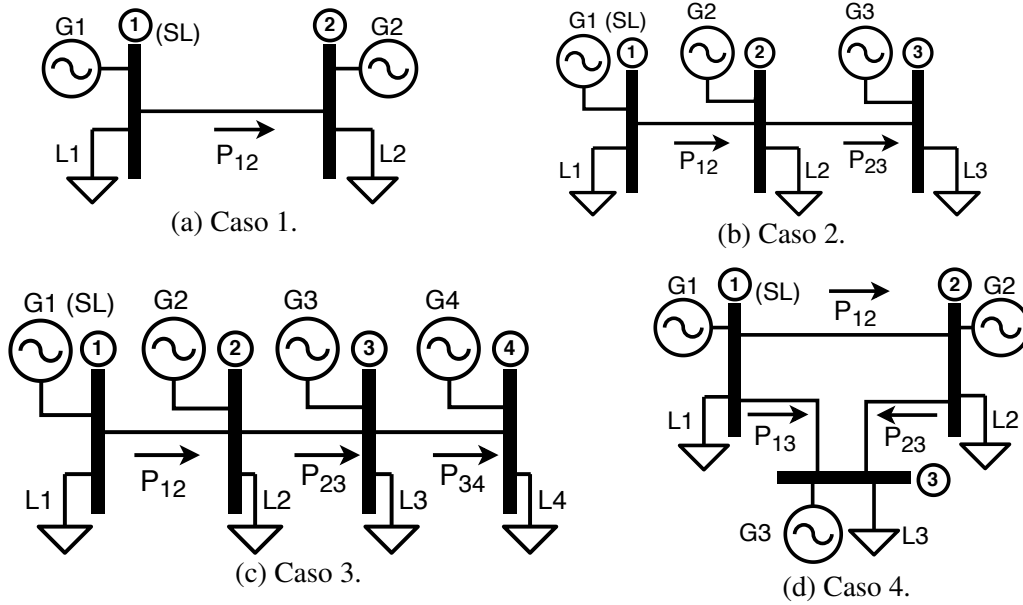 G1 1 (SL) 2 G2
L1 P12 L2
(a) Caso 1.
G1 (SL) G2 G3
1 2 3
L1 P12 L2 P23 L3
(b) Caso 2.
G1 (SL) G2 G3 G4
1 2 3 4
L1 P12 L2 P23 L3 P34 L4
(c) Caso 3.
G1 1 (SL) 2 G2
P12
L1 P13 P23 L2
3
G3 L3
(d) Caso 4.